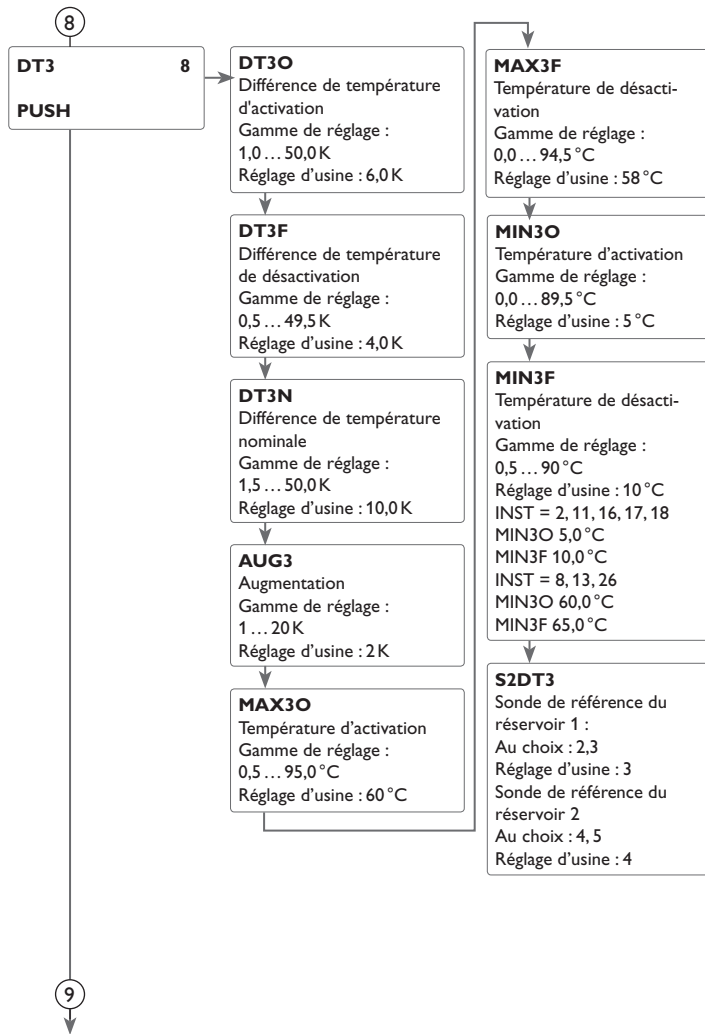 8
DT3 8
PUSH
DT3O
Différence de température
d'activation
Gamme de réglage :
1,0 … 50,0 K
Réglage d'usine : 6,0 K
DT3F
Différence de température
de désactivation
Gamme de réglage :
0,5 … 49,5 K
Réglage d'usine : 4,0 K
DT3N
Différence de température
nominale
Gamme de réglage :
1,5 … 50,0 K
Réglage d'usine : 10,0 K
AUG3
Augmentation
Gamme de réglage :
1 … 20 K
Réglage d'usine : 2 K
MAX3O
Température d'activation
Gamme de réglage :
0,5 … 95,0 °C
Réglage d'usine : 60 °C
MAX3F
Température de désacti-
vation
Gamme de réglage :
0,0 … 94,5 °C
Réglage d'usine : 58 °C
MIN3O
Température d'activation
Gamme de réglage :
0,0 … 89,5 °C
Réglage d'usine : 5 °C
MIN3F
Température de désacti-
vation
Gamme de réglage :
0,5 … 90 °C
Réglage d'usine : 10 °C
INST = 2, 11, 16, 17, 18
MIN3O 5,0 °C
MIN3F 10,0 °C
INST = 8, 13, 26
MIN3O 60,0 °C
MIN3F 65,0 °C
S2DT3
Sonde de référence du
réservoir 1 :
Au choix : 2,3
Réglage d'usine : 3
Sonde de référence du
réservoir 2
Au choix : 4, 5
Réglage d'usine : 4
9